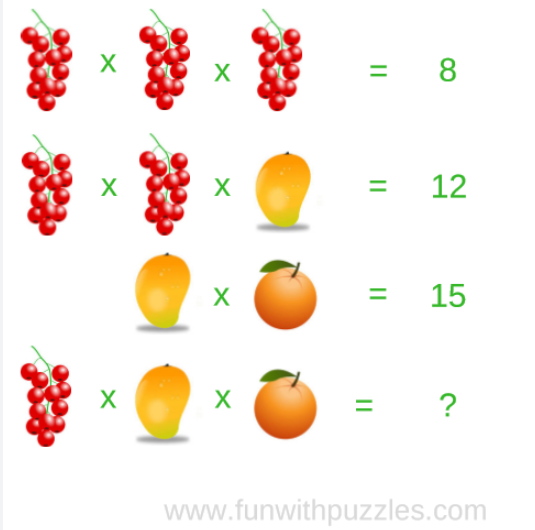 x x = 8
x x = 12
x = 15
x x = ?
www.funwithpuzzles.com